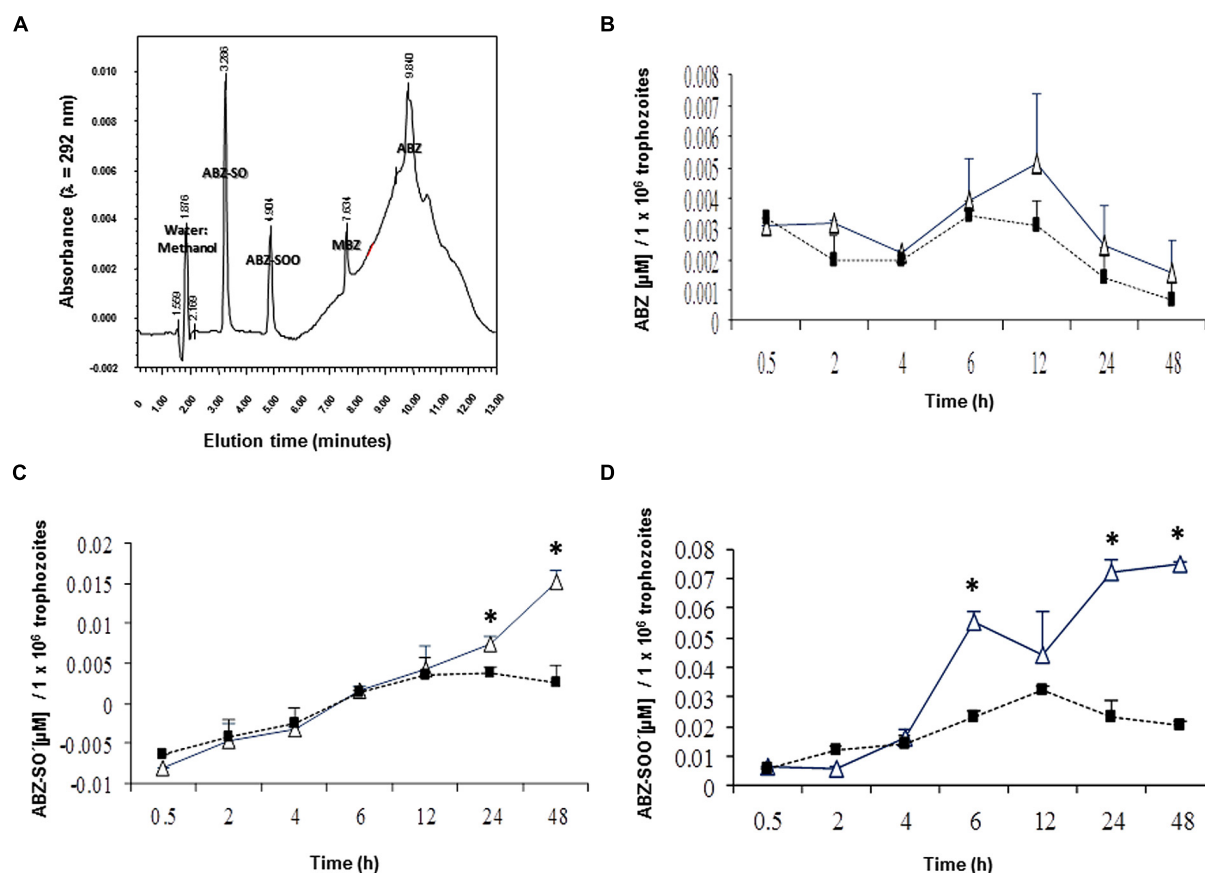 A
Absorbance (λ = 292 nm)
0.010
0.008
0.006
0.004
0.002
0.000
-0.002
1.559
1.876
2.169
3.286
4.904
7.634
9.840
Water:
Methanol
ABZ-SO
ABZ-SOO
MBZ
ABZ
0 1.00 2.00 3.00 4.00 5.00 6.00 7.00 8.00 9.00 10.00 11.00 12.00 13.00
Elution time (minutes)
B
ABZ [µM] / 1 x 10⁶ trophozoites
0.008
0.007
0.006
0.005
0.004
0.003
0.002
0.001
0
0.5 2 4 6 12 24 48
Time (h)
C
ABZ-SO´[µM] / 1 x 10⁶ trophozoites
0.02
0.015
0.01
0.005
0
-0.005
-0.01
* *
0.5 2 4 6 12 24 48
Time (h)
D
ABZ-SOO´[µM] / 1 x 10⁶ trophozoites
0.08
0.07
0.06
0.05
0.04
0.03
0.02
0.01
0
* * *
0.5 2 4 6 12 24 48
Time (h)